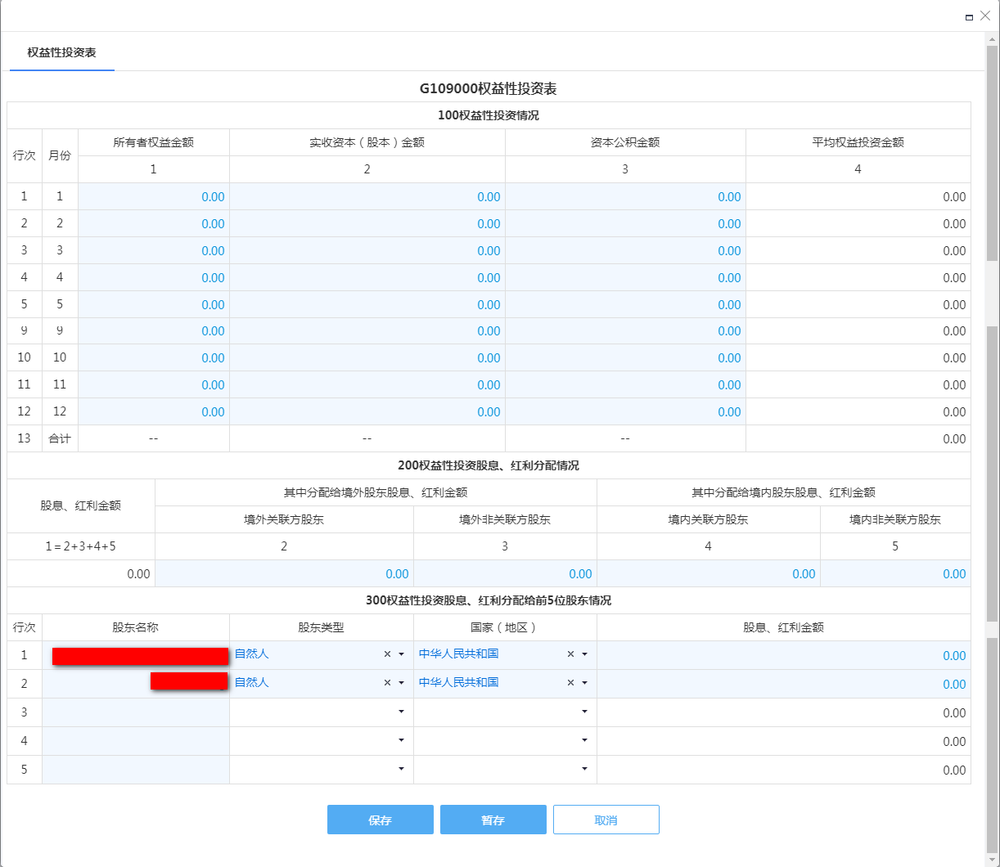 权益性投资表
G109000权益性投资表
100权益性投资情况
行次 月份 所有者权益金额 实收资本（股本）金额 资本公积金额 平均权益投资金额
1 2 3 4
1 1 0.00 0.00 0.00 0.00
2 2 0.00 0.00 0.00 0.00
3 3 0.00 0.00 0.00 0.00
4 4 0.00 0.00 0.00 0.00
5 5 0.00 0.00 0.00 0.00
9 9 0.00 0.00 0.00 0.00
10 10 0.00 0.00 0.00 0.00
11 11 0.00 0.00 0.00 0.00
12 12 0.00 0.00 0.00 0.00
13 合计 -- -- -- 0.00
200权益性投资股息、红利分配情况
股息、红利金额 其中分配给境外股东股息、红利金额 其中分配给境内股东股息、红利金额
境外关联方股东 境外非关联方股东 境内关联方股东 境内非关联方股东
1=2+3+4+5 2 3 4 5
0.00 0.00 0.00 0.00 0.00
300权益性投资股息、红利分配给前5位股东情况
行次 股东名称 股东类型 国家（地区） 股息、红利金额
1 自然人 中华人民共和国 0.00
2 自然人 中华人民共和国 0.00
3 0.00
4 0.00
5 0.00
保存 暂存 取消